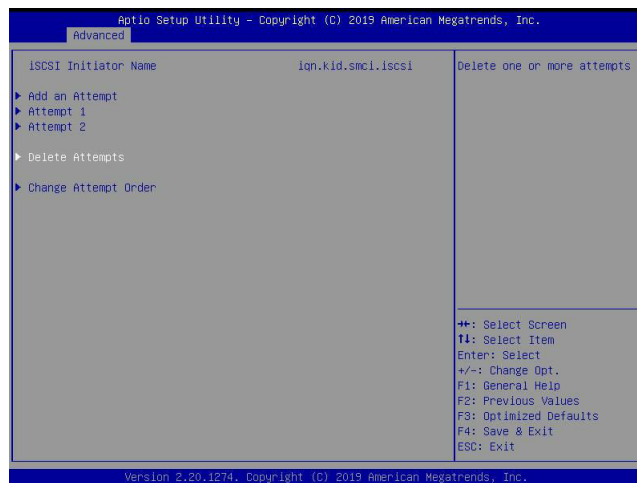 Aptio Setup Utility – Copyright (C) 2019 American Megatrends, Inc.
Advanced
iSCSI Initiator Name iqn.kid.smci.iscsi
Add an Attempt
Attempt 1
Attempt 2
Delete Attempts
Change Attempt Order
Delete one or more attempts
→←: Select Screen
↑↓: Select Item
Enter: Select
+/-: Change Opt.
F1: General Help
F2: Previous Values
F3: Optimized Defaults
F4: Save & Exit
ESC: Exit
Version 2.20.1274. Copyright (C) 2019 American Megatrends, Inc.